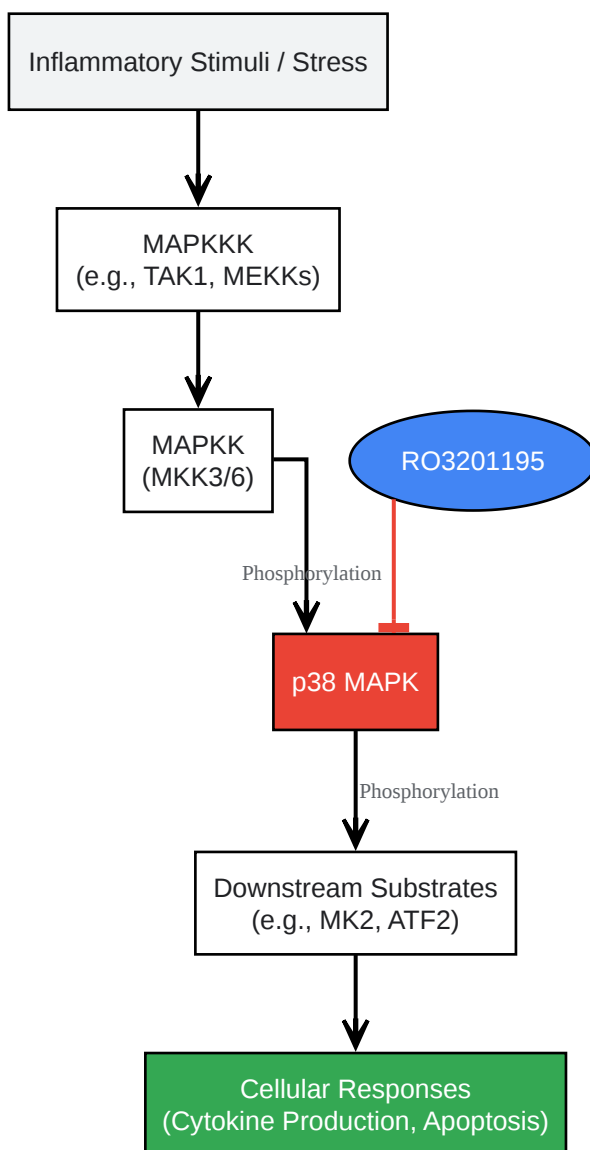 Inflammatory Stimuli / Stress
MAPKKK
(e.g., TAK1, MEKKs)
MAPKK
(MKK3/6)
RO3201195
Phosphorylation
p38 MAPK
Phosphorylation
Downstream Substrates
(e.g., MK2, ATF2)
Cellular Responses
(Cytokine Production, Apoptosis)